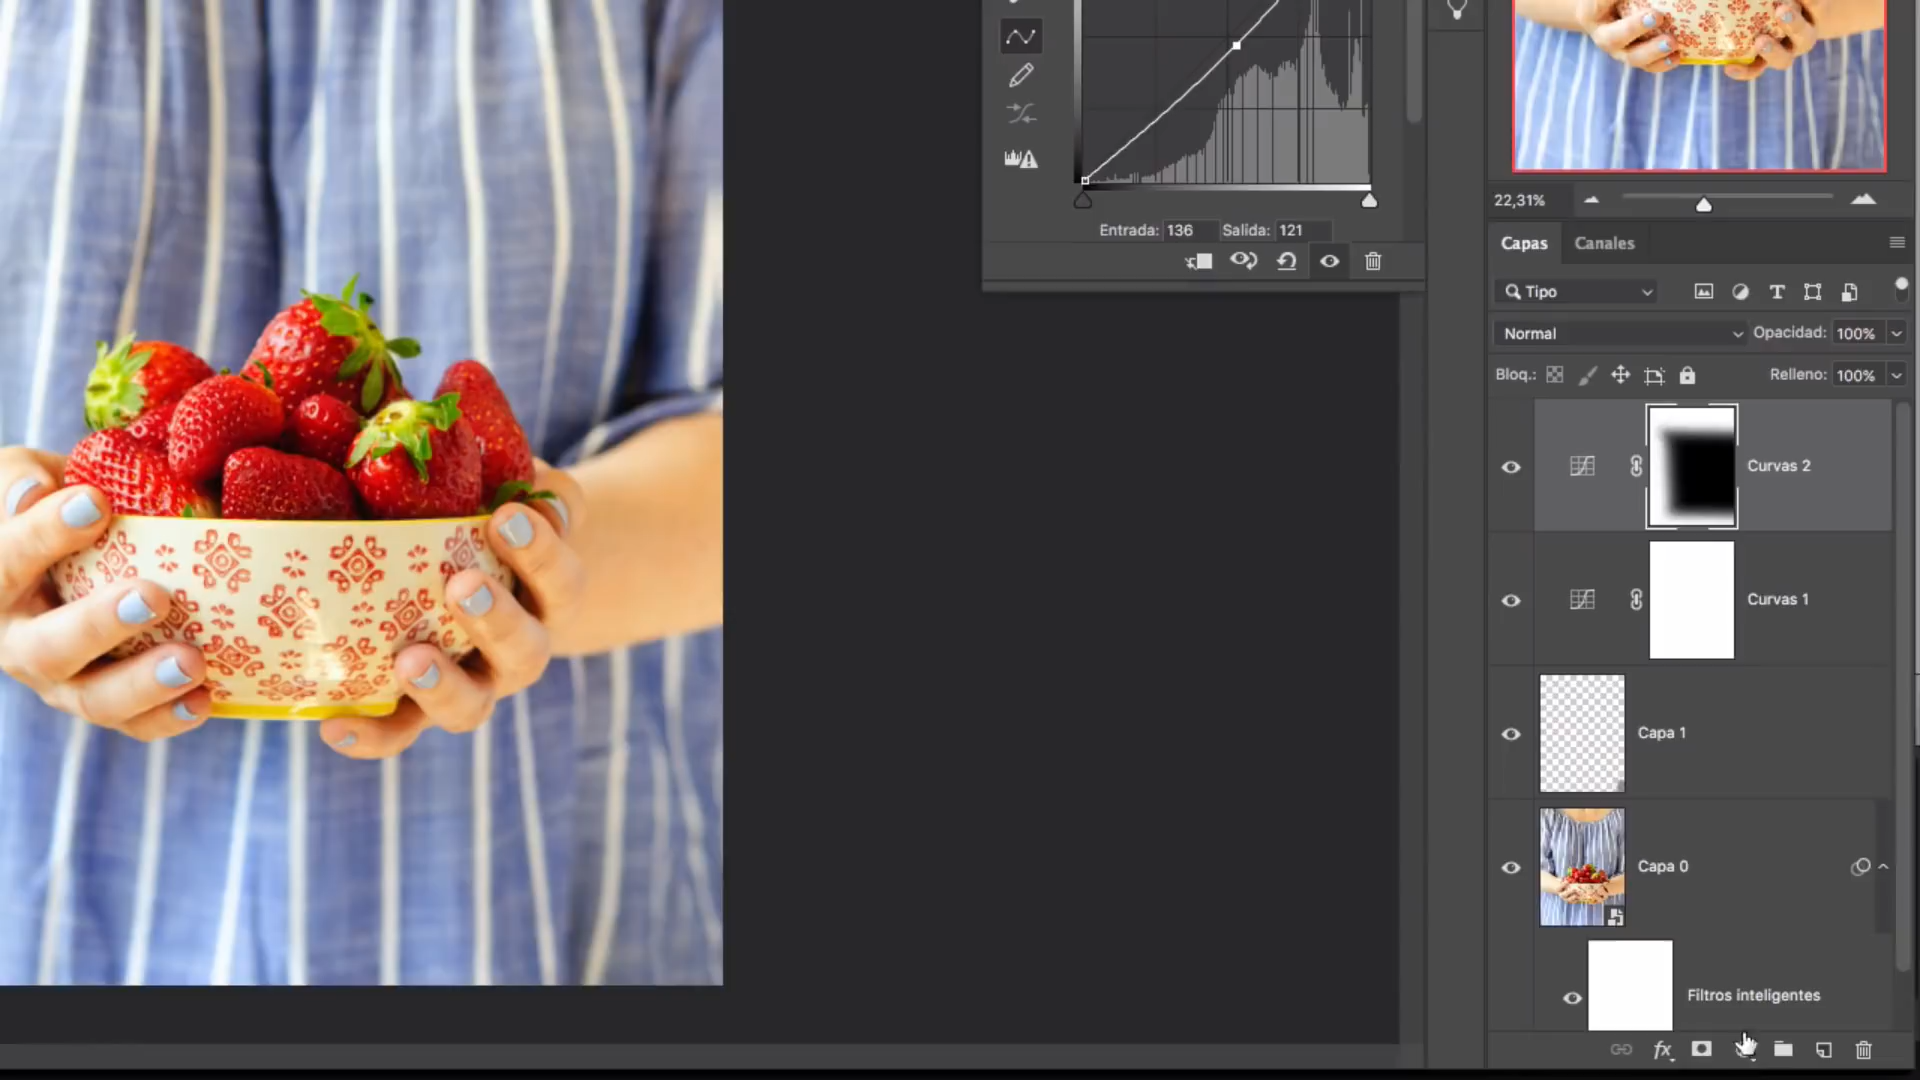 Entrada: 136 Salida: 121
22,31%
Capas Canales
Tipo
Normal Opacidad: 100%
Bloq.: Relleno: 100%
Curvas 2
Curvas 1
Capa 1
Capa 0
Filtros inteligentes
fx